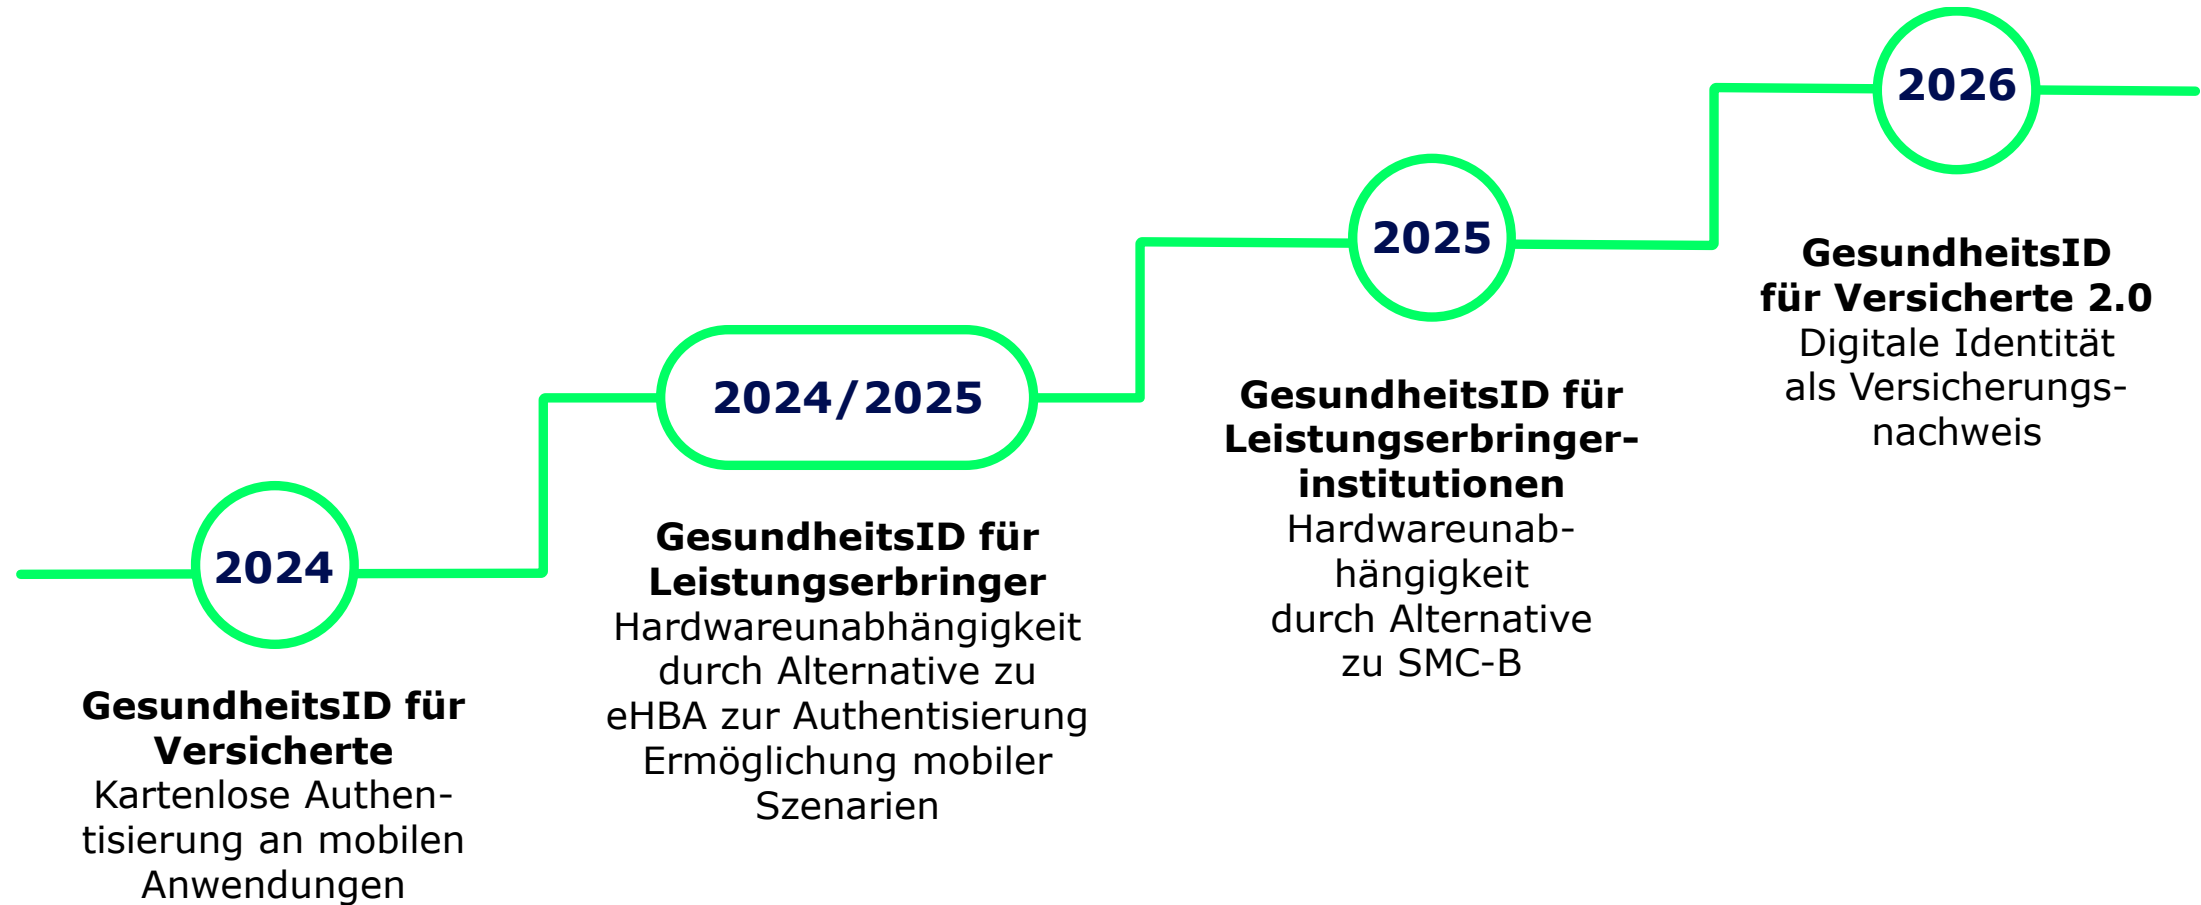 2024
GesundheitsID für
Versicherte
Kartenlose Authen-
tisierung an mobilen
Anwendungen
2024/2025
GesundheitsID für
Leistungserbringer
Hardwareunabhängigkeit
durch Alternative zu
eHBA zur Authentisierung
Ermöglichung mobiler
Szenarien
2025
GesundheitsID für
Leistungserbringer-
institutionen
Hardwareunab-
hängigkeit
durch Alternative
zu SMC-B
2026
GesundheitsID
für Versicherte 2.0
Digitale Identität
als Versicherungs-
nachweis